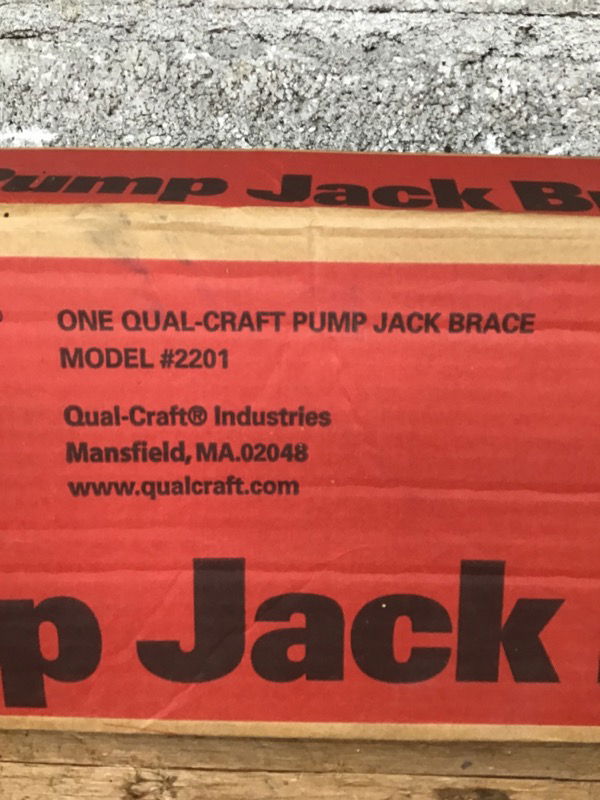 Pump Jack Br
ONE QUAL-CRAFT PUMP JACK BRACE
MODEL #2201
Qual-Craft® Industries
Mansfield, MA.02048
www.qualcraft.com
p Jack